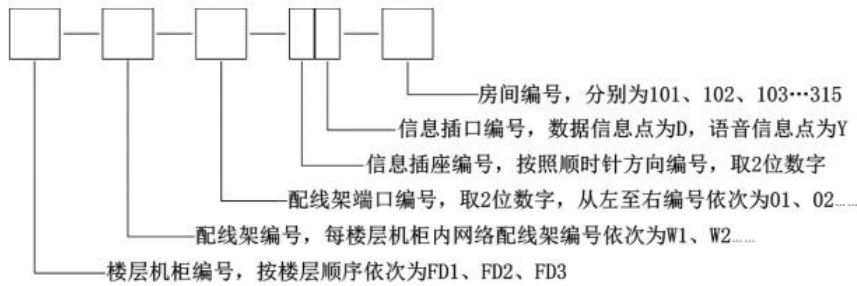 房间编号，分别为101、102、103…315
信息插口编号，数据信息点为D，语音信息点为Y
信息插座编号，按照顺时针方向编号，取2位数字
配线架端口编号，取2位数字，从左至右编号依次为01、02……
配线架编号，每楼层机柜内网络配线架编号依次为W1、W2……
楼层机柜编号，按楼层顺序依次为FD1、FD2、FD3